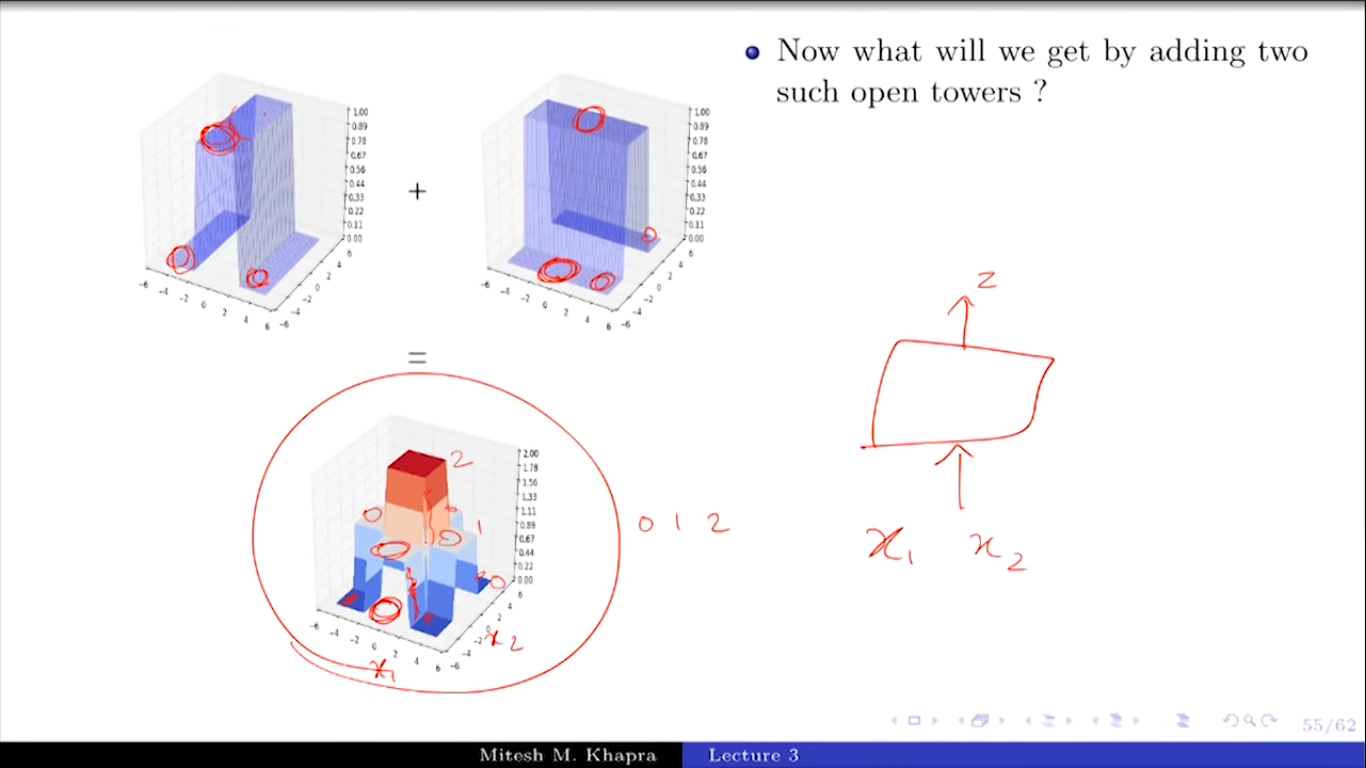 Now what will we get by adding two
such open towers ?
1.00
0.89
0.78
0.67
0.56
0.44
0.33
0.22
0.11
0.00
-6 -4 -2 0 2 4 6
-6 -4 -2 0 2 4 6
+
1.00
0.89
0.78
0.67
0.56
0.44
0.33
0.22
0.11
0.00
-6 -4 -2 0 2 4 6
-6 -4 -2 0 2 4 6
=
2.00
1.78
1.56
1.33
1.11
0.89
0.67
0.44
0.22
0.00
-6 -4 -2 0 2 4 6
-6 -4 -2 0 2 4 6
2
1
x₁
x₂
0 1 2
z
x₁ x₂
55/62
Mitesh M. Khapra Lecture 3